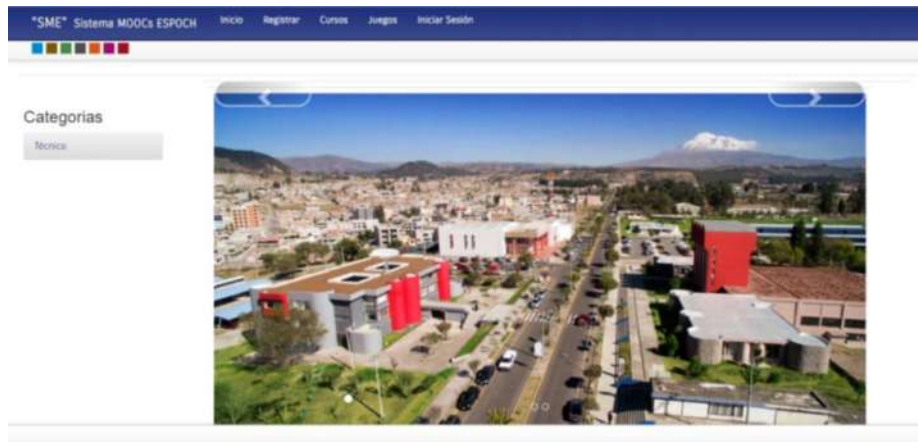 "SME" Sistema MOOCs ESPOCH Inicio Registrar Cursos Juegos Iniciar Sesión
Categorias
Técnica